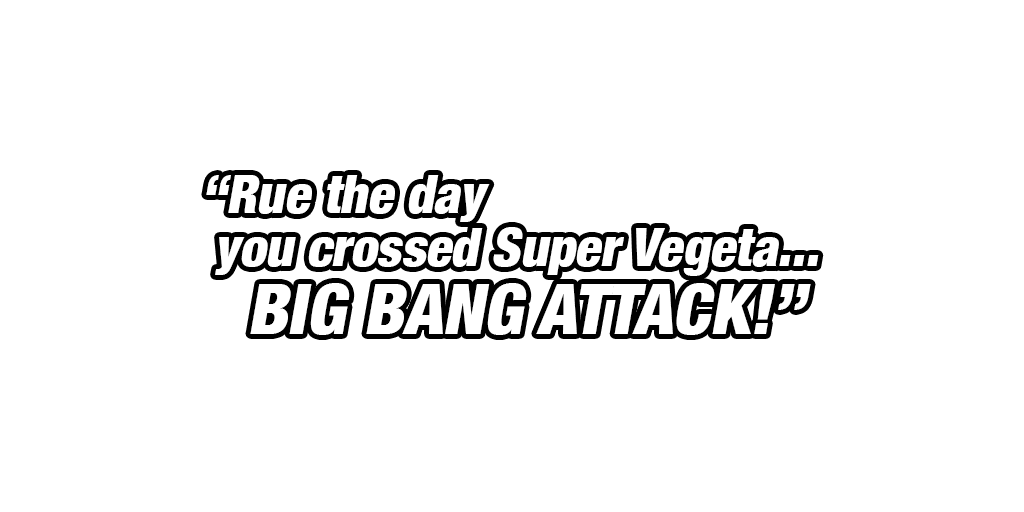 “Rue the day
you crossed Super Vegeta...
BIG BANG ATTACK!”